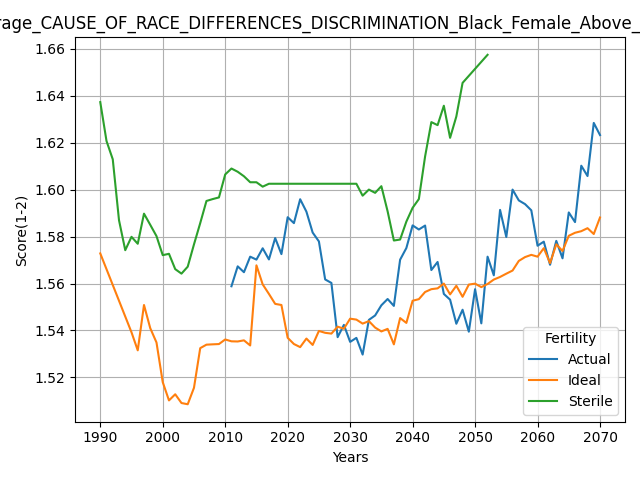 rage_CAUSE_OF_RACE_DIFFERENCES_DISCRIMINATION_Black_Female_Above_
1.66
1.64
1.62
1.60
1.58
1.56
1.54
1.52
Score(1-2)
Fertility
Actual
Ideal
Sterile
1990 2000 2010 2020 2030 2040 2050 2060 2070
Years